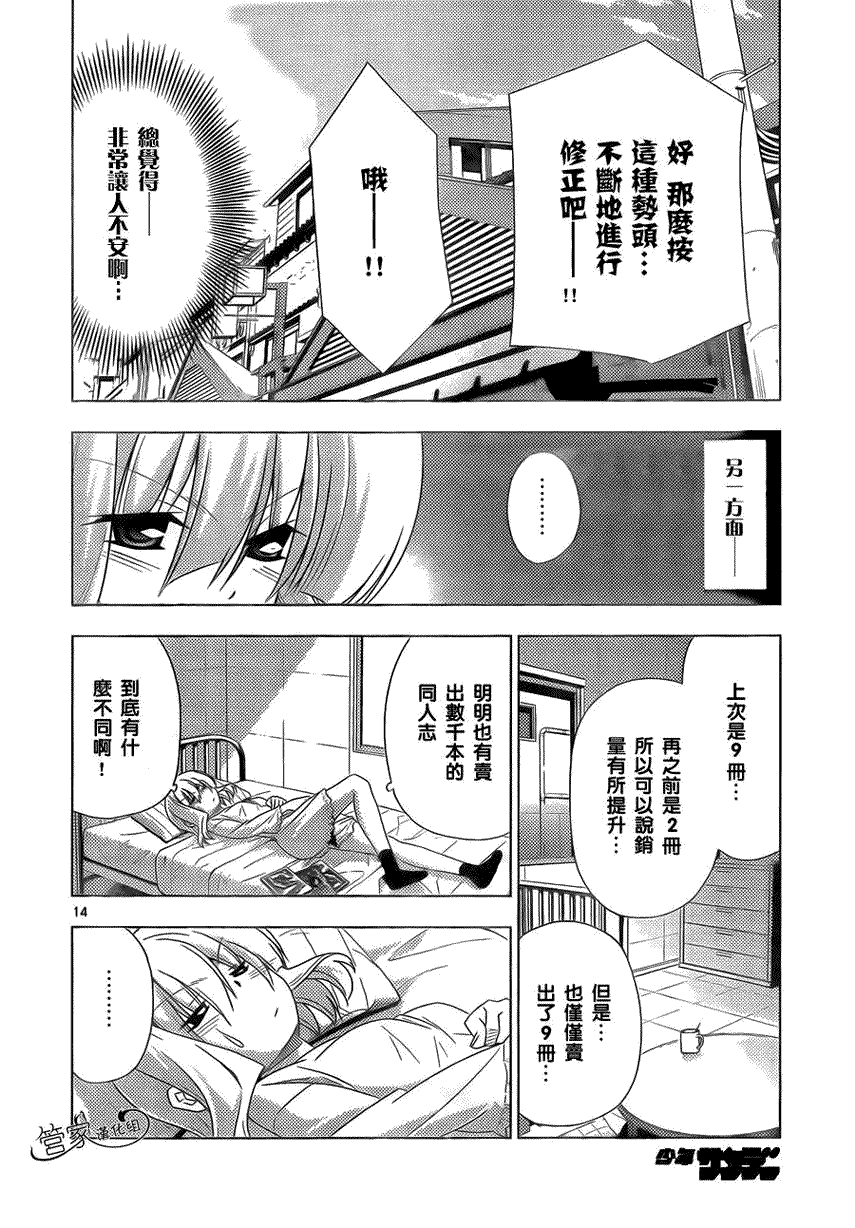 好 那麼按
這種勢頭…
不斷地進行
修正吧——!!
哦——!!
總覺得——
非常讓人不安啊…
另一方面——
………
上次是9冊…
再之前是2冊
所以可以說銷
量有所提升…
但是…
也僅僅賣
出了9冊…
明明也有賣
出數千本的
同人志
到底有什
麼不同啊！
14
………
管家漢化組
少年サンデー